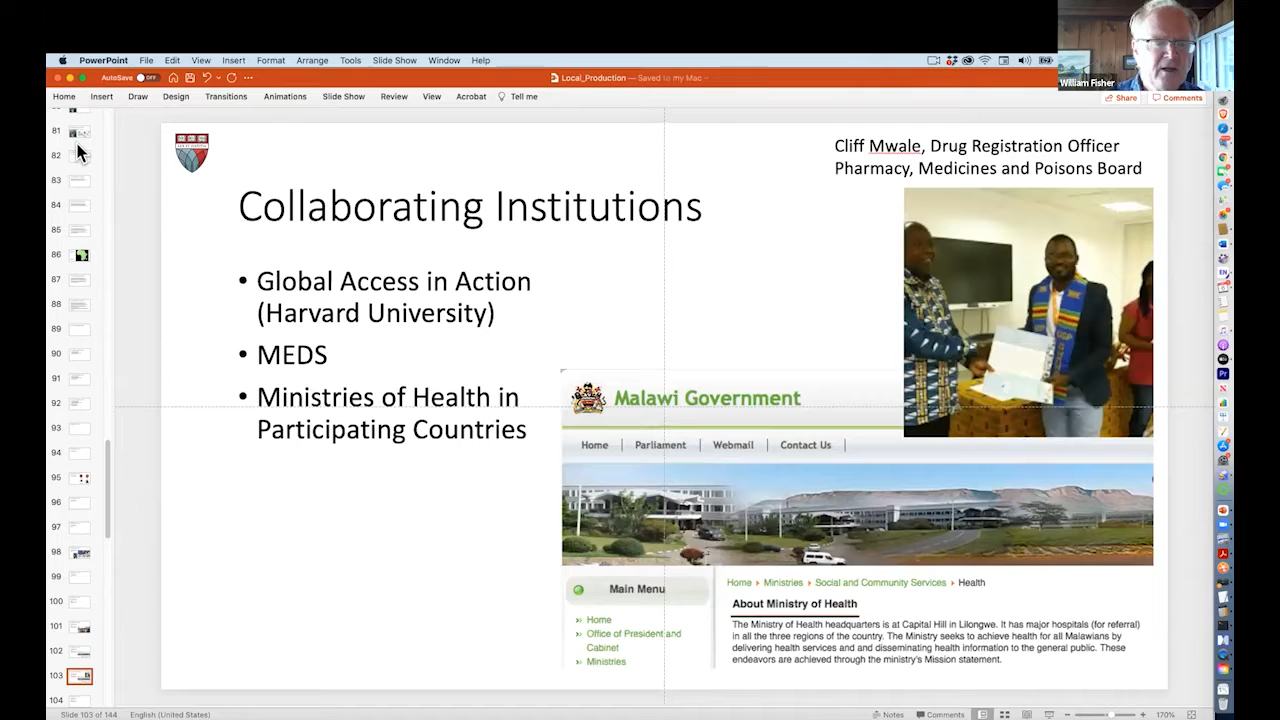 PowerPoint File Edit View Insert Format Arrange Tools Slide Show Window Help
AutoSave OFF
Local_Production — Saved to my Mac
Home Insert Draw Design Transitions Animations Slide Show Review View Acrobat Tell me
Share Comments
William Fisher
81
82
83
84
85
86
87
88
89
90
91
92
93
94
95
96
97
98
99
100
101
102
103
104
Cliff Mwale, Drug Registration Officer
Pharmacy, Medicines and Poisons Board
Collaborating Institutions
• Global Access in Action
(Harvard University)
• MEDS
• Ministries of Health in
Participating Countries
Malawi Government
Home | Parliament | Webmail | Contact Us |
Main Menu
Home
Office of President and
Cabinet
Ministries
Home Ministries Social and Community Services Health
About Ministry of Health
The Ministry of Health headquarters is at Capital Hill in Lilongwe. It has major hospitals (for referral)
in all the three regions of the country. The Ministry seeks to achieve health for all Malawians by
delivering health services and and disseminating health information to the general public. These
endeavors are achieved through the ministry's Mission statement.
Slide 103 of 144 English (United States)
Notes Comments 170%